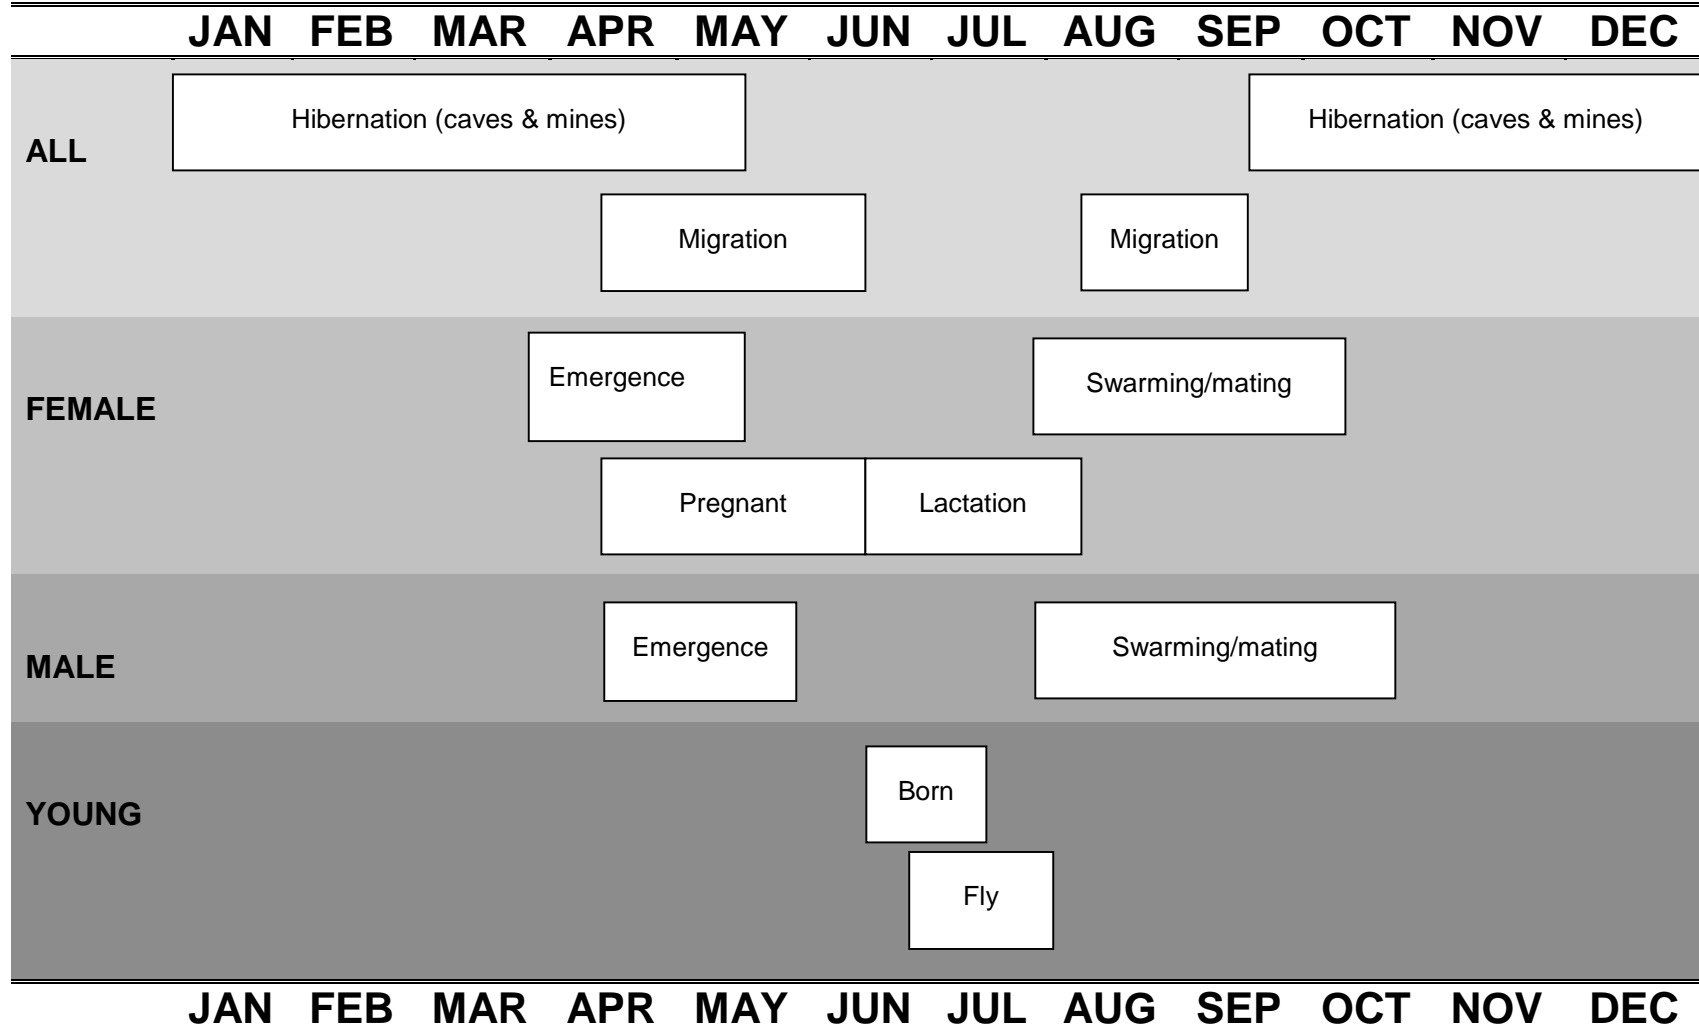 JAN FEB MAR APR MAY JUN JUL AUG SEP OCT NOV DEC
Hibernation (caves & mines) Hibernation (caves & mines)
ALL
Migration Migration
Emergence Swarming/mating
FEMALE
Pregnant Lactation
Emergence Swarming/mating
MALE
Born
YOUNG
Fly
JAN FEB MAR APR MAY JUN JUL AUG SEP OCT NOV DEC